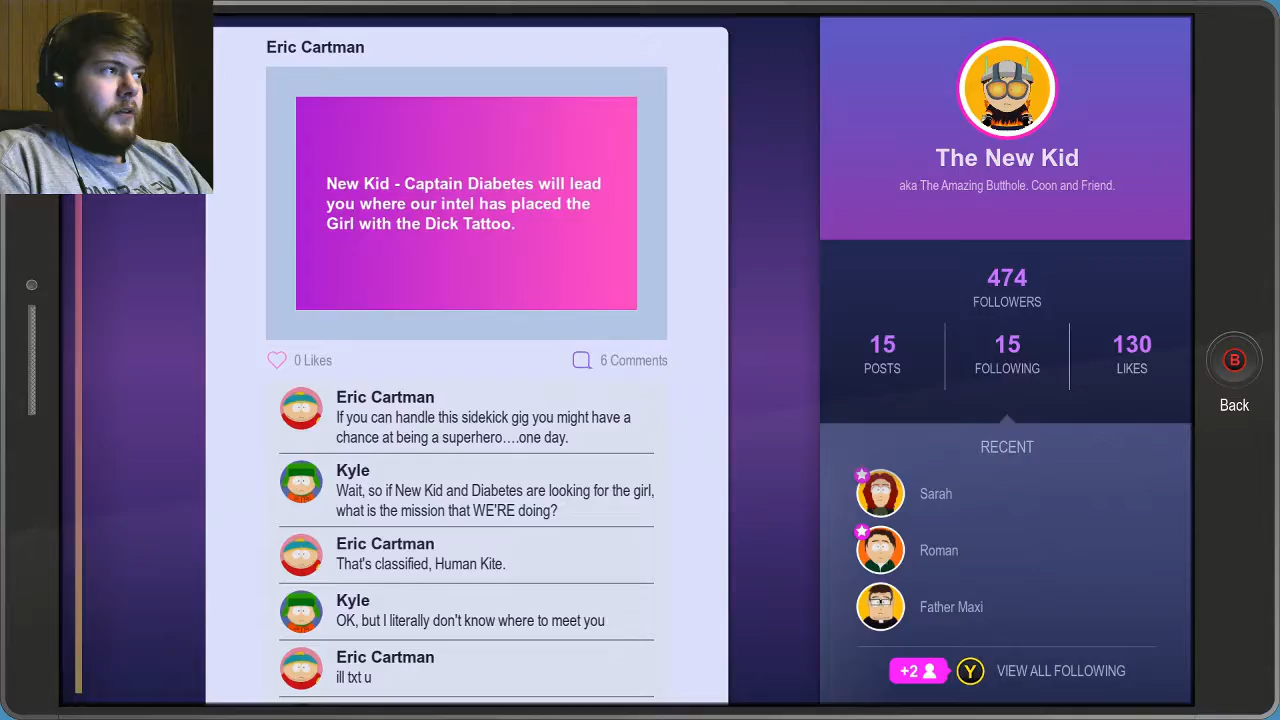 Eric Cartman
New Kid - Captain Diabetes will lead
you where our intel has placed the
Girl with the Dick Tattoo.
0 Likes
6 Comments
Eric Cartman
If you can handle this sidekick gig you might have a
chance at being a superhero….one day.
Kyle
Wait, so if New Kid and Diabetes are looking for the girl,
what is the mission that WE'RE doing?
Eric Cartman
That's classified, Human Kite.
Kyle
OK, but I literally don't know where to meet you
Eric Cartman
ill txt u
The New Kid
aka The Amazing Butthole. Coon and Friend.
474
FOLLOWERS
15
POSTS
15
FOLLOWING
130
LIKES
RECENT
Sarah
Roman
Father Maxi
+2
Y
VIEW ALL FOLLOWING
B
Back